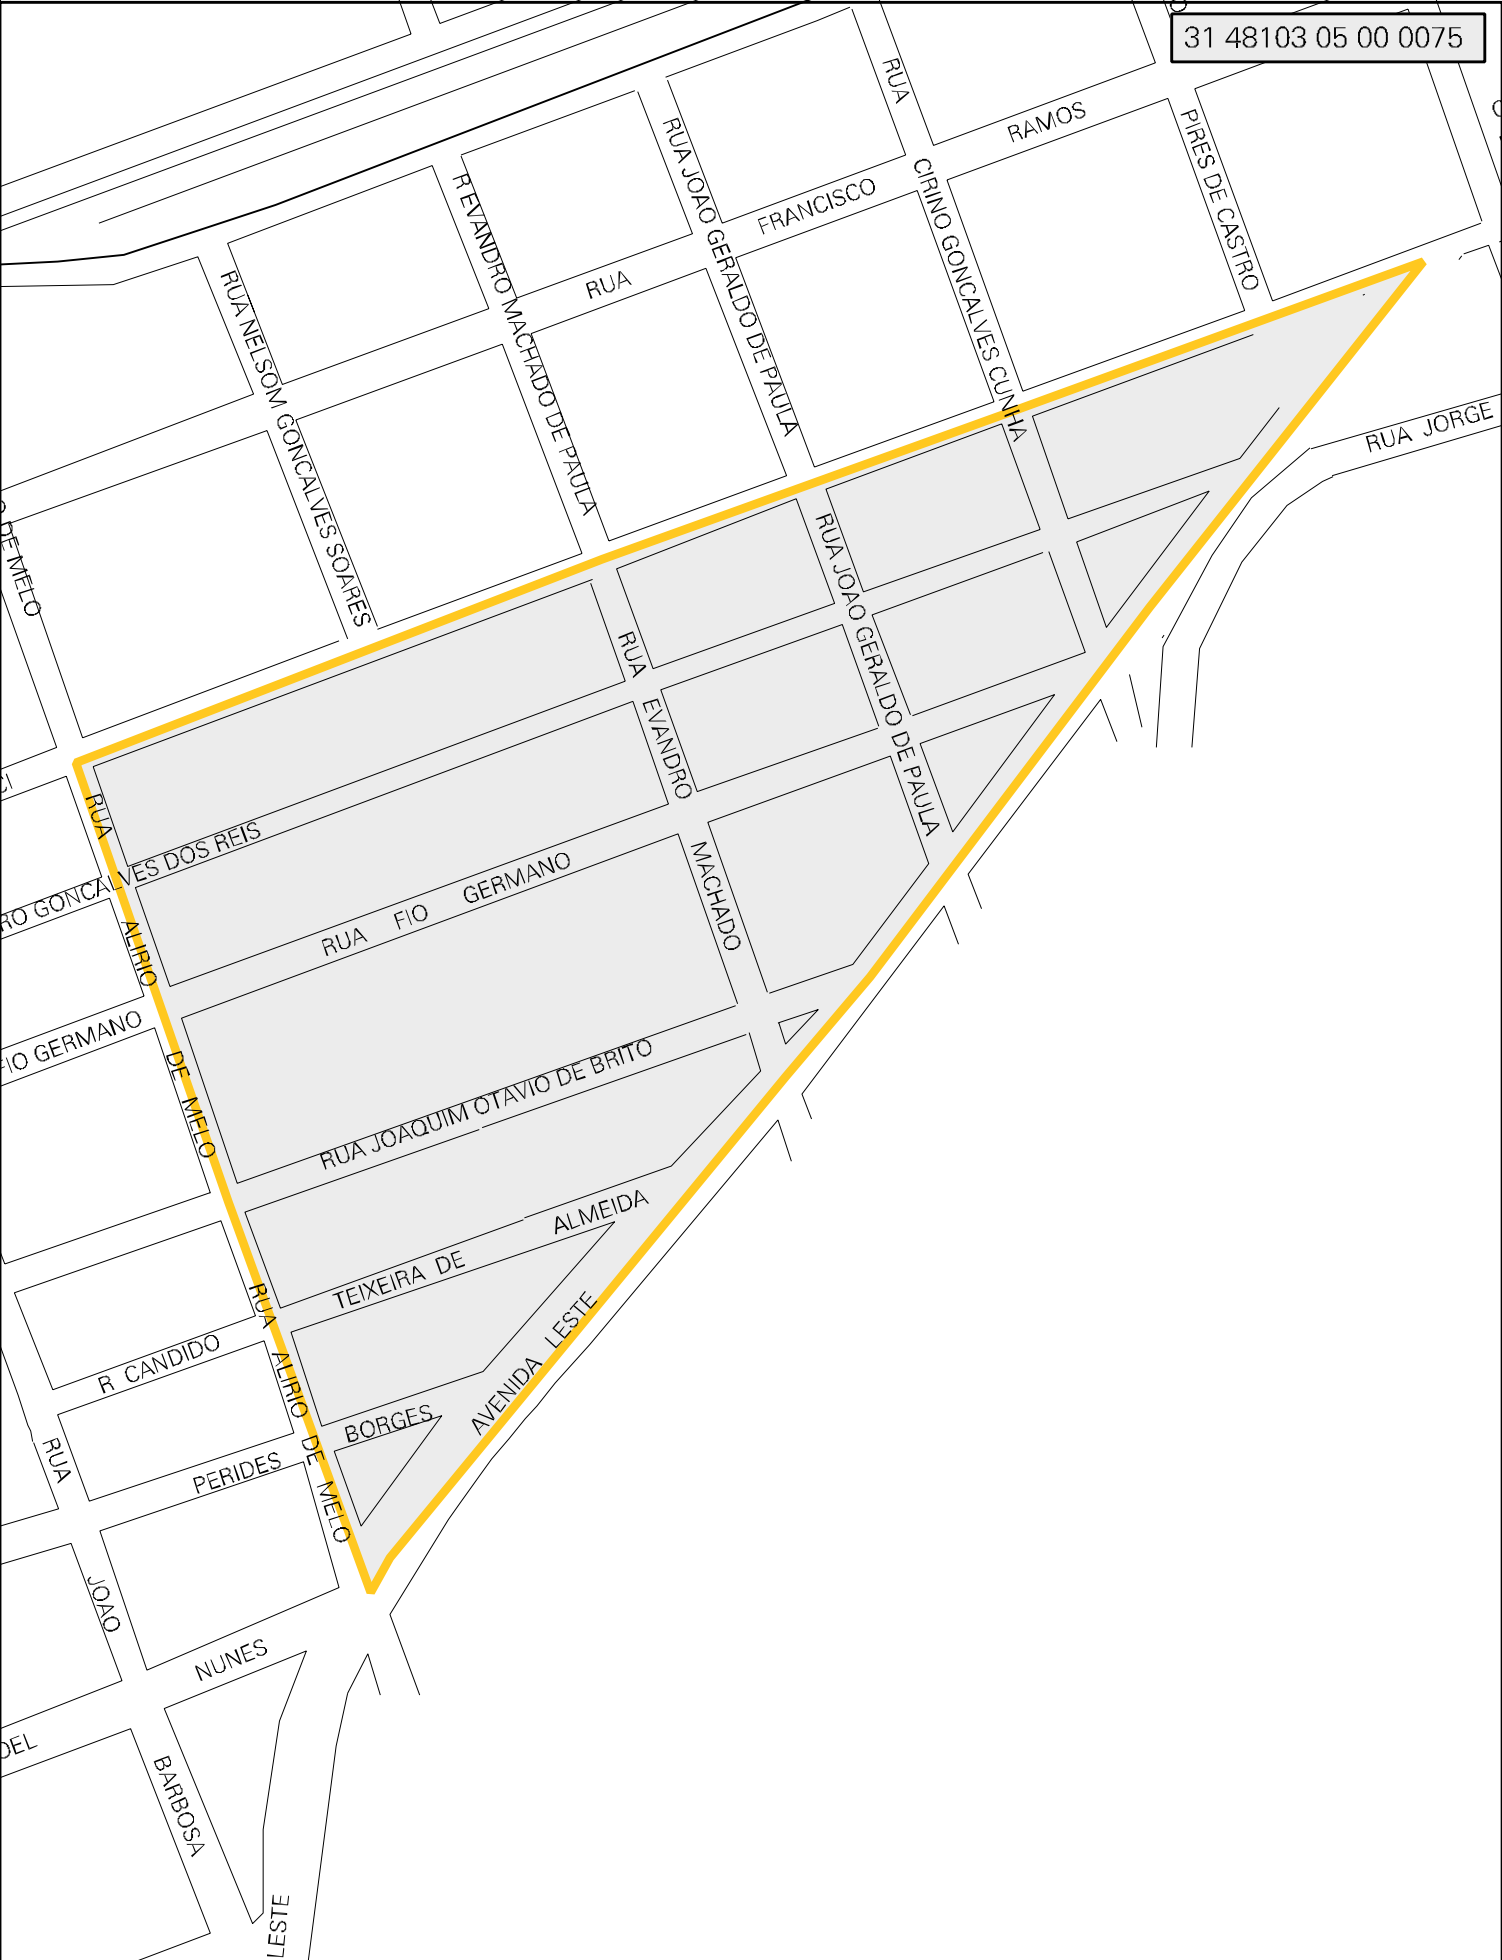 31 48103 05 00 0075
RUA
RAMOS
PIRES DE CASTRO
RUA JOAO GERALDO DE PAULA
FRANCISCO
CIRINO GONCALVES CUNHA
R EVANDRO MACHADO DE PAULA
RUA
RUA NELSOM GONCALVES SOARES
RUA JORGE
DE MELO
RUA JOAO GERALDO DE PAULA
RUA
EVANDRO
MACHADO
RUA
ALIRIO
DE MELO
RO GONCALVES DOS REIS
RUA FIO GERMANO
FIO GERMANO
RUA JOAQUIM OTAVIO DE BRITO
TEIXEIRA DE ALMEIDA
RUA ALIRIO DE MELO
R CANDIDO
AVENIDA LESTE
BORGES
PERIDES
RUA
JOAO
NUNES
DEL
BARBOSA
LESTE